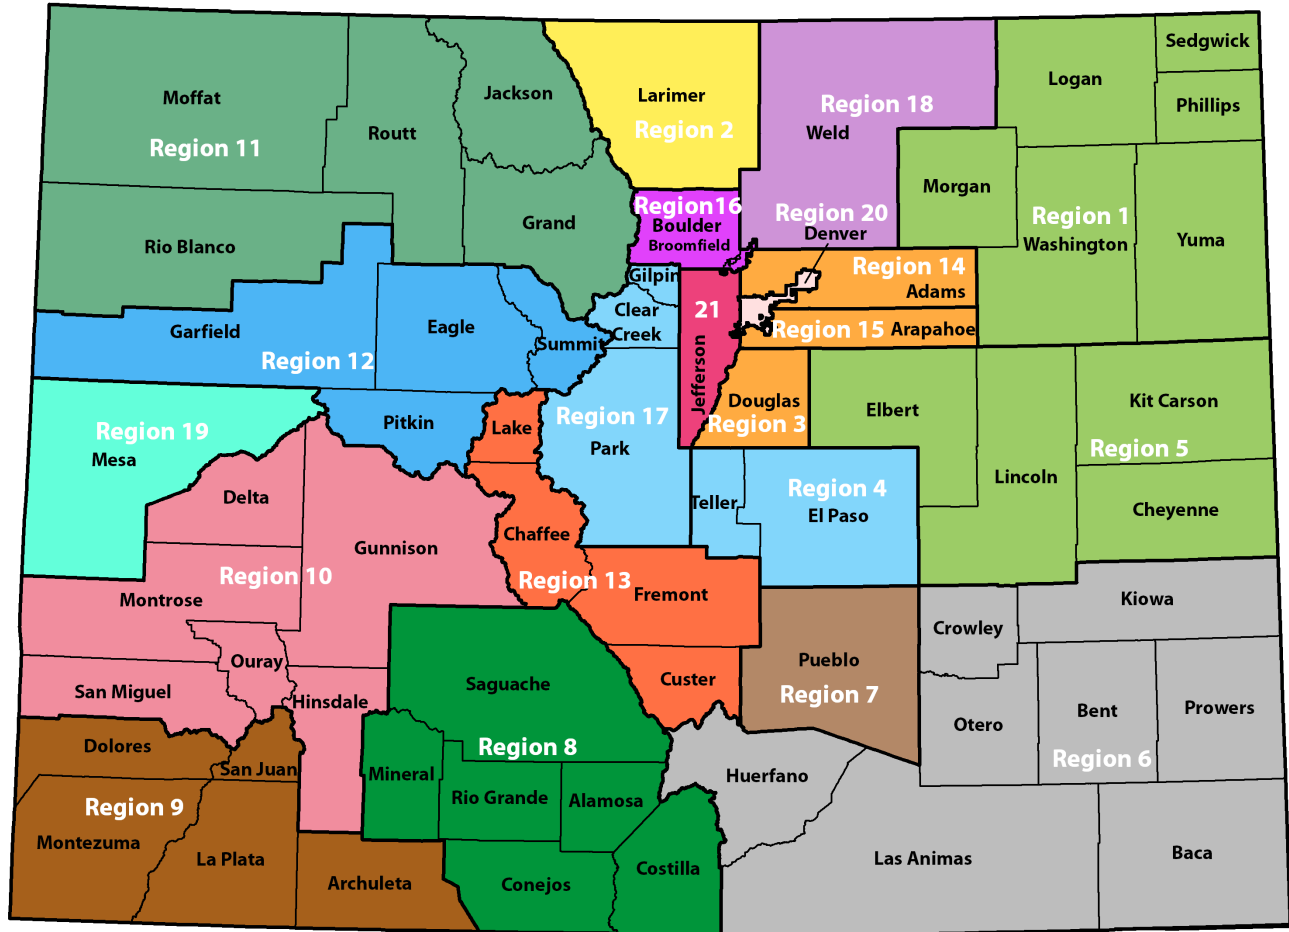 Sedgwick
Logan
Moffat
Jackson
Larimer
Region 18
Phillips
Region 2
Weld
Routt
Region 11
Morgan
Region16
Region 20
Region 1
Grand
Boulder
Denver
Washington
Yuma
Rio Blanco
Broomfield
Region 14
Gilpin
Adams
21
Clear
Creek
Garfield
Eagle
Region 15
Arapahoe
Summit
Region 12
Jefferson
Douglas
Kit Carson
Elbert
Region 17
Region 3
Pitkin
Lake
Region 19
Park
Region 5
Mesa
Lincoln
Region 4
Delta
Teller
El Paso
Cheyenne
Chaffee
Gunnison
Region 10
Region 13
Fremont
Montrose
Kiowa
Crowley
Ouray
Pueblo
Custer
Saguache
San Miguel
Region 7
Hinsdale
Prowers
Bent
Otero
Dolores
Region 8
Region 6
San Juan
Mineral
Huerfano
Rio Grande
Alamosa
Region 9
Montezuma
La Plata
Las Animas
Baca
Costilla
Archuleta
Conejos